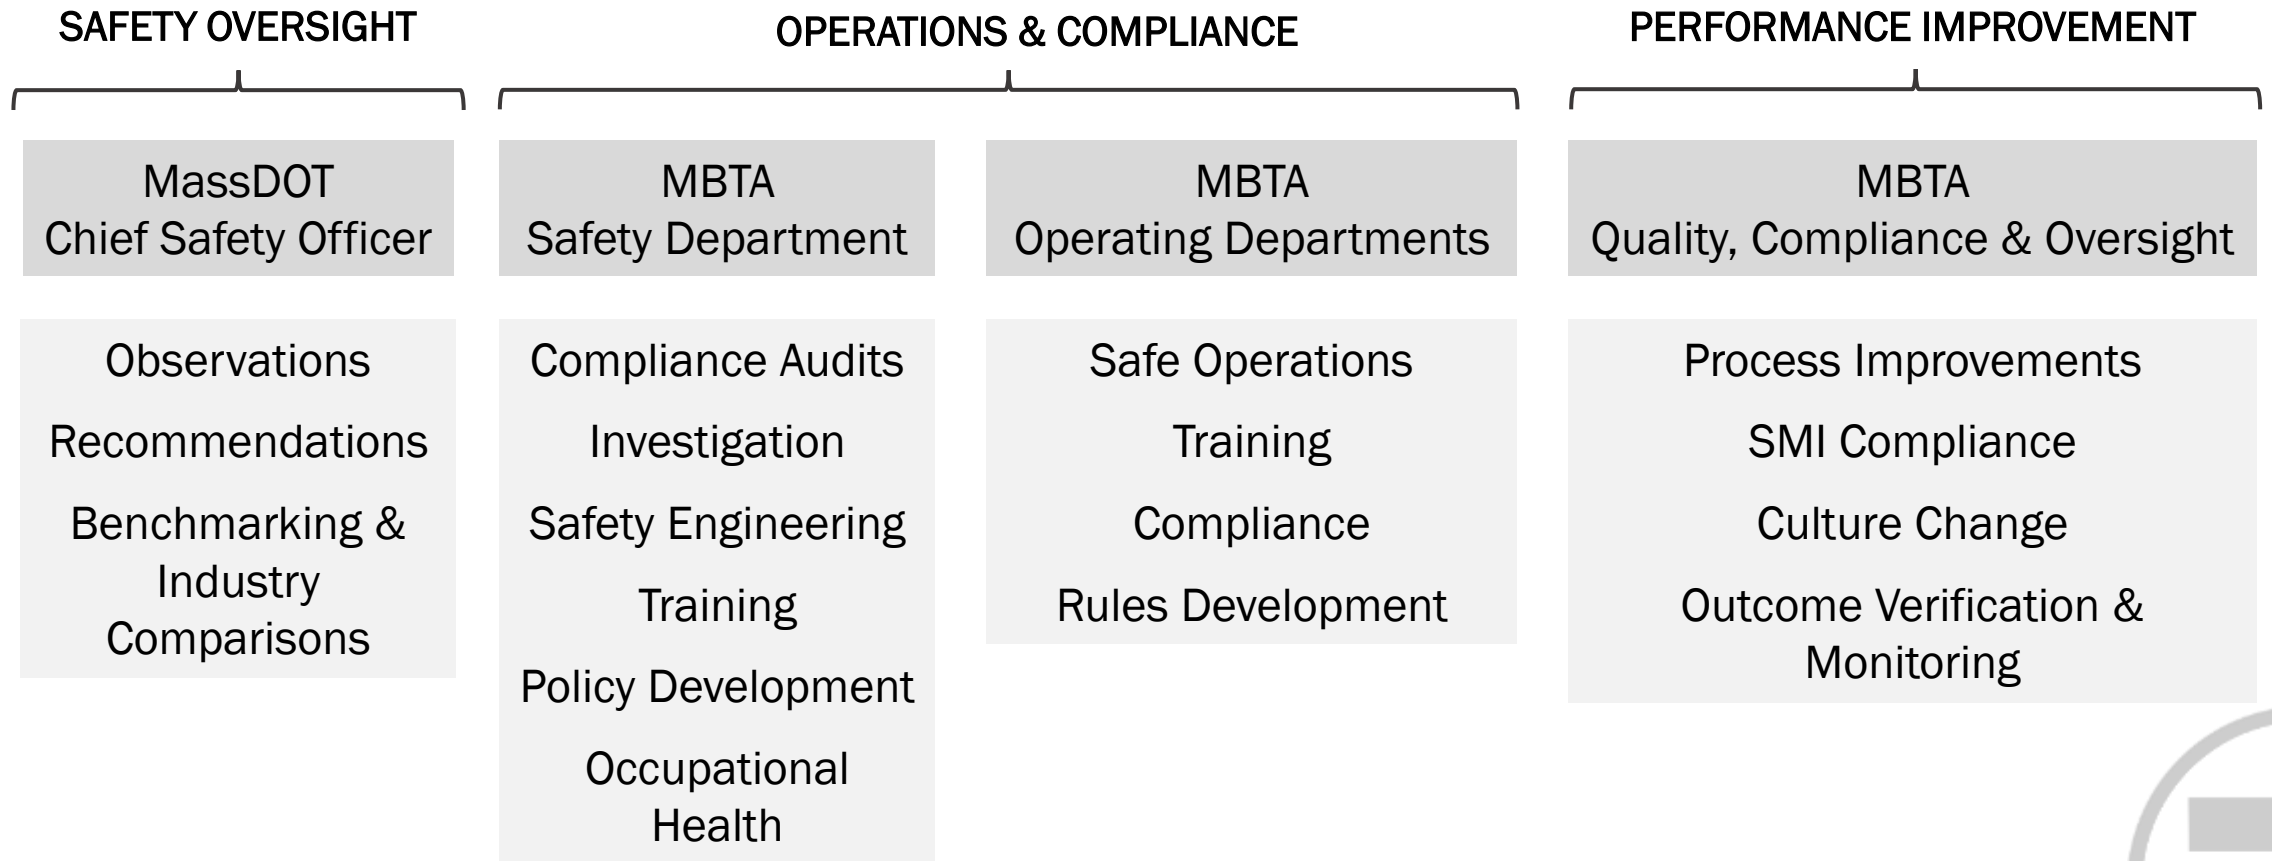 SAFETY OVERSIGHT
OPERATIONS & COMPLIANCE
PERFORMANCE IMPROVEMENT
MassDOT
Chief Safety Officer
Observations
Recommendations
Benchmarking &
Industry
Comparisons
MBTA
Safety Department
Compliance Audits
Investigation
Safety Engineering
Training
Policy Development
Occupational
Health
MBTA
Operating Departments
Safe Operations
Training
Compliance
Rules Development
MBTA
Quality, Compliance & Oversight
Process Improvements
SMI Compliance
Culture Change
Outcome Verification &
Monitoring